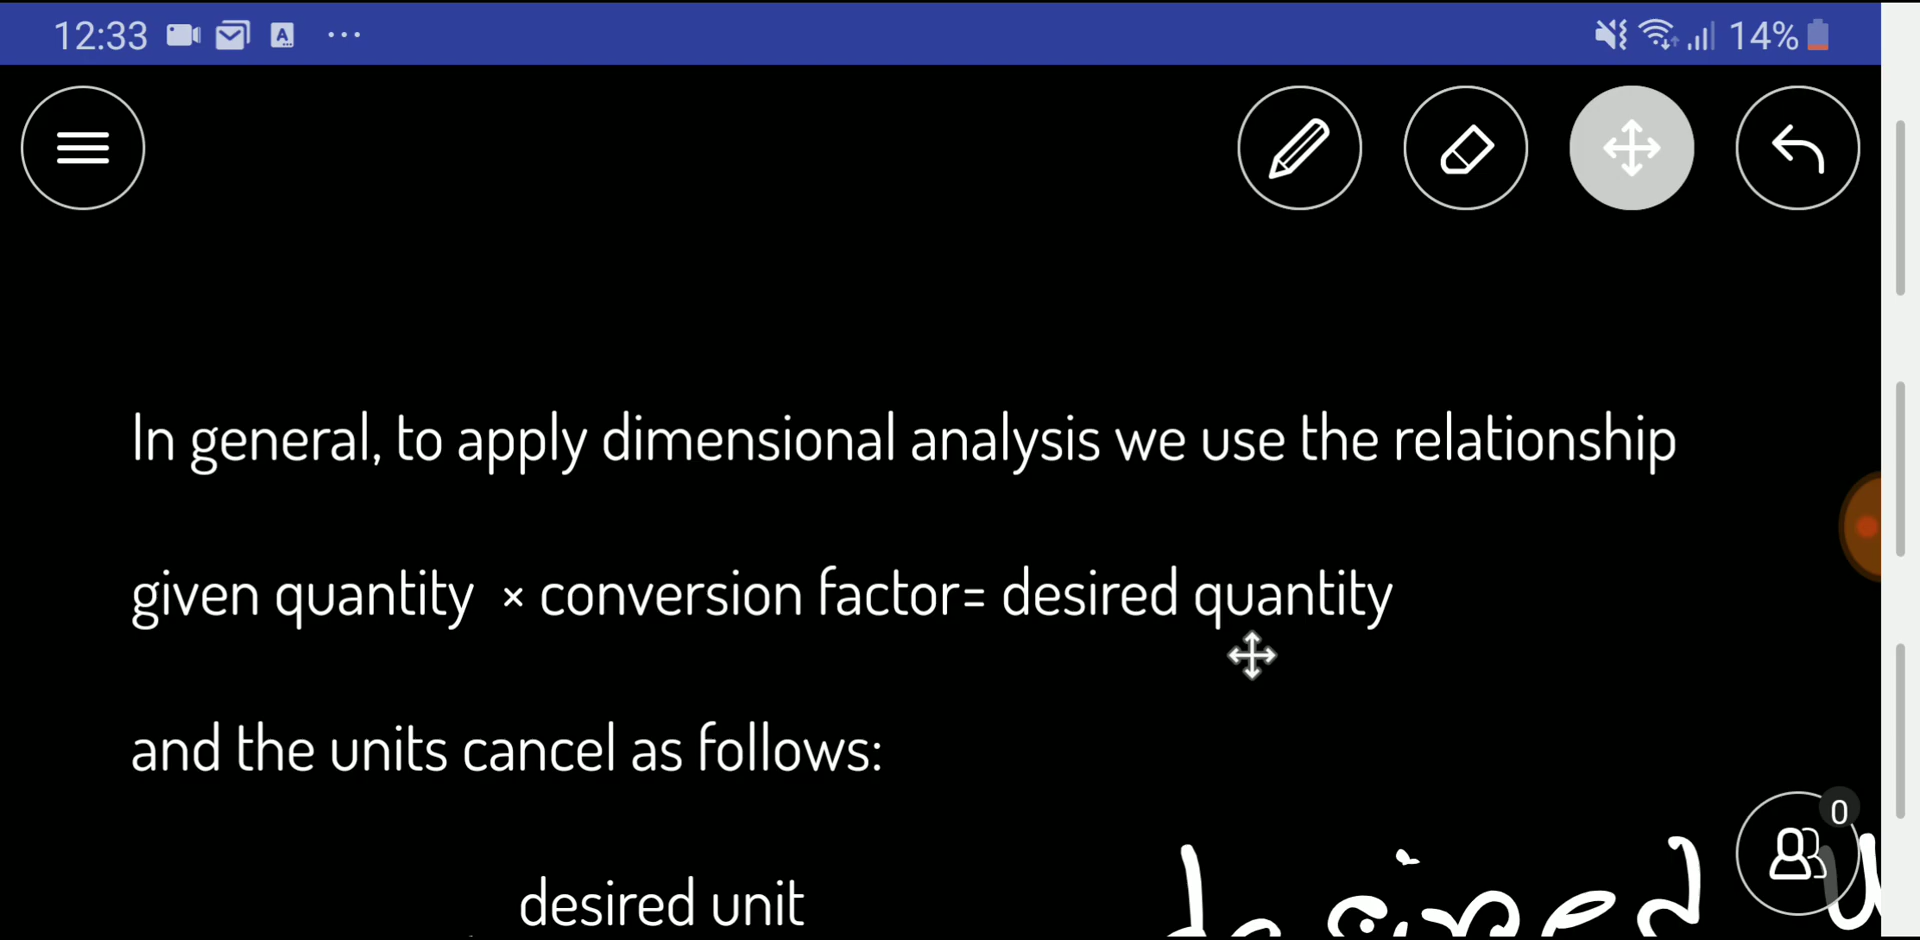 12:33 A ... 14%
In general, to apply dimensional analysis we use the relationship
given quantity × conversion factor= desired quantity
and the units cancel as follows:
0
desired unit
desired u